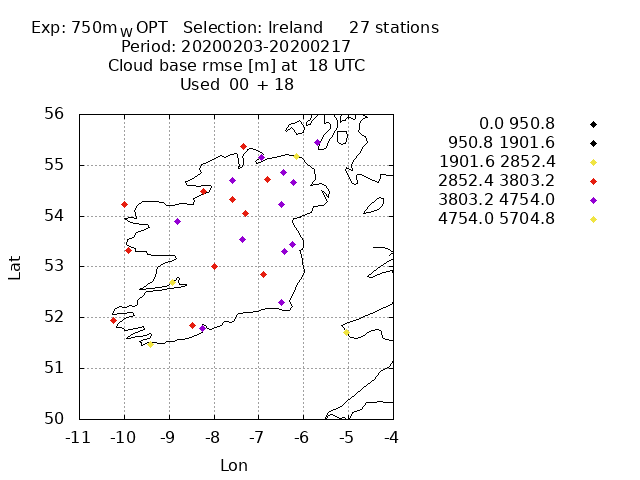 Exp: 750mWOPT   Selection: Ireland     27 stations
Period: 20200203-20200217
Cloud base rmse [m] at  18 UTC
Used  00 + 18
0.0 950.8
950.8 1901.6
1901.6 2852.4
2852.4 3803.2
3803.2 4754.0
4754.0 5704.8
56
55
54
53
52
51
50
Lat
-11 -10 -9 -8 -7 -6 -5 -4
Lon